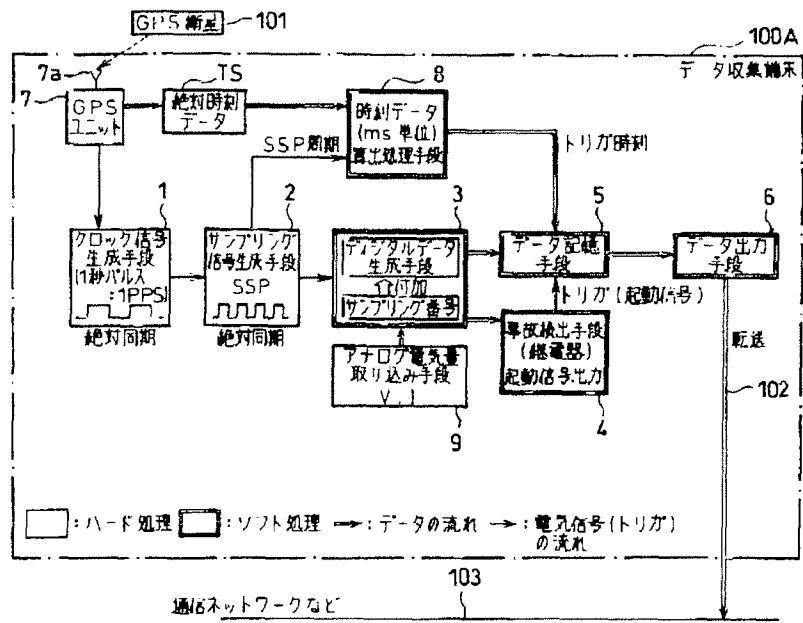 GPS衛星
101
100A
データ収集端末
7a
7
GPS
ユニット
TS
絶対時刻
データ
8
時刻データ
(ms 単位)
算出処理手段
SSP周期
トリガ時刻
1
クロック信号
生成手段
(1秒パルス
:1PPS)
絶対同期
2
サンプリング
信号生成手段
SSP
絶対同期
3
ディジタルデータ
生成手段
付加
サンプリング番号
5
データ記憶
手段
6
データ出力
手段
トリガ(起動信号)
事故検出手段
(継電器)
起動信号出力
4
アナログ電気量
取り込み手段
V, I
9
転送
102
:ハード処理
:ソフト処理
:データの流れ
:電気信号(トリガ)
の流れ
通信ネットワークなど
103